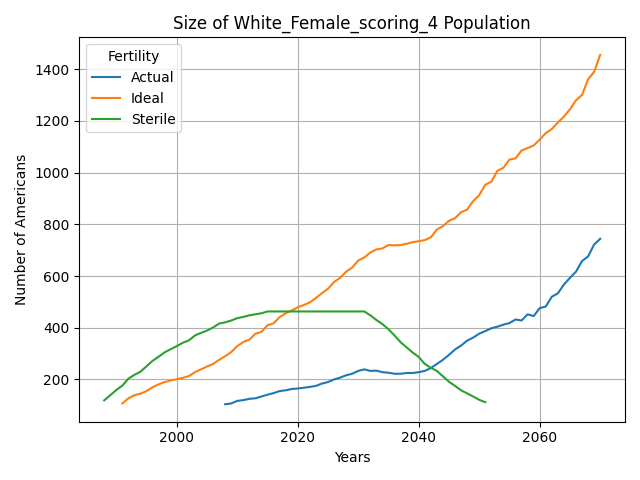 Size of White_Female_scoring_4 Population
Fertility
Actual
Ideal
Sterile
1400
1200
1000
800
600
400
200
Number of Americans
2000
2020
2040
2060
Years